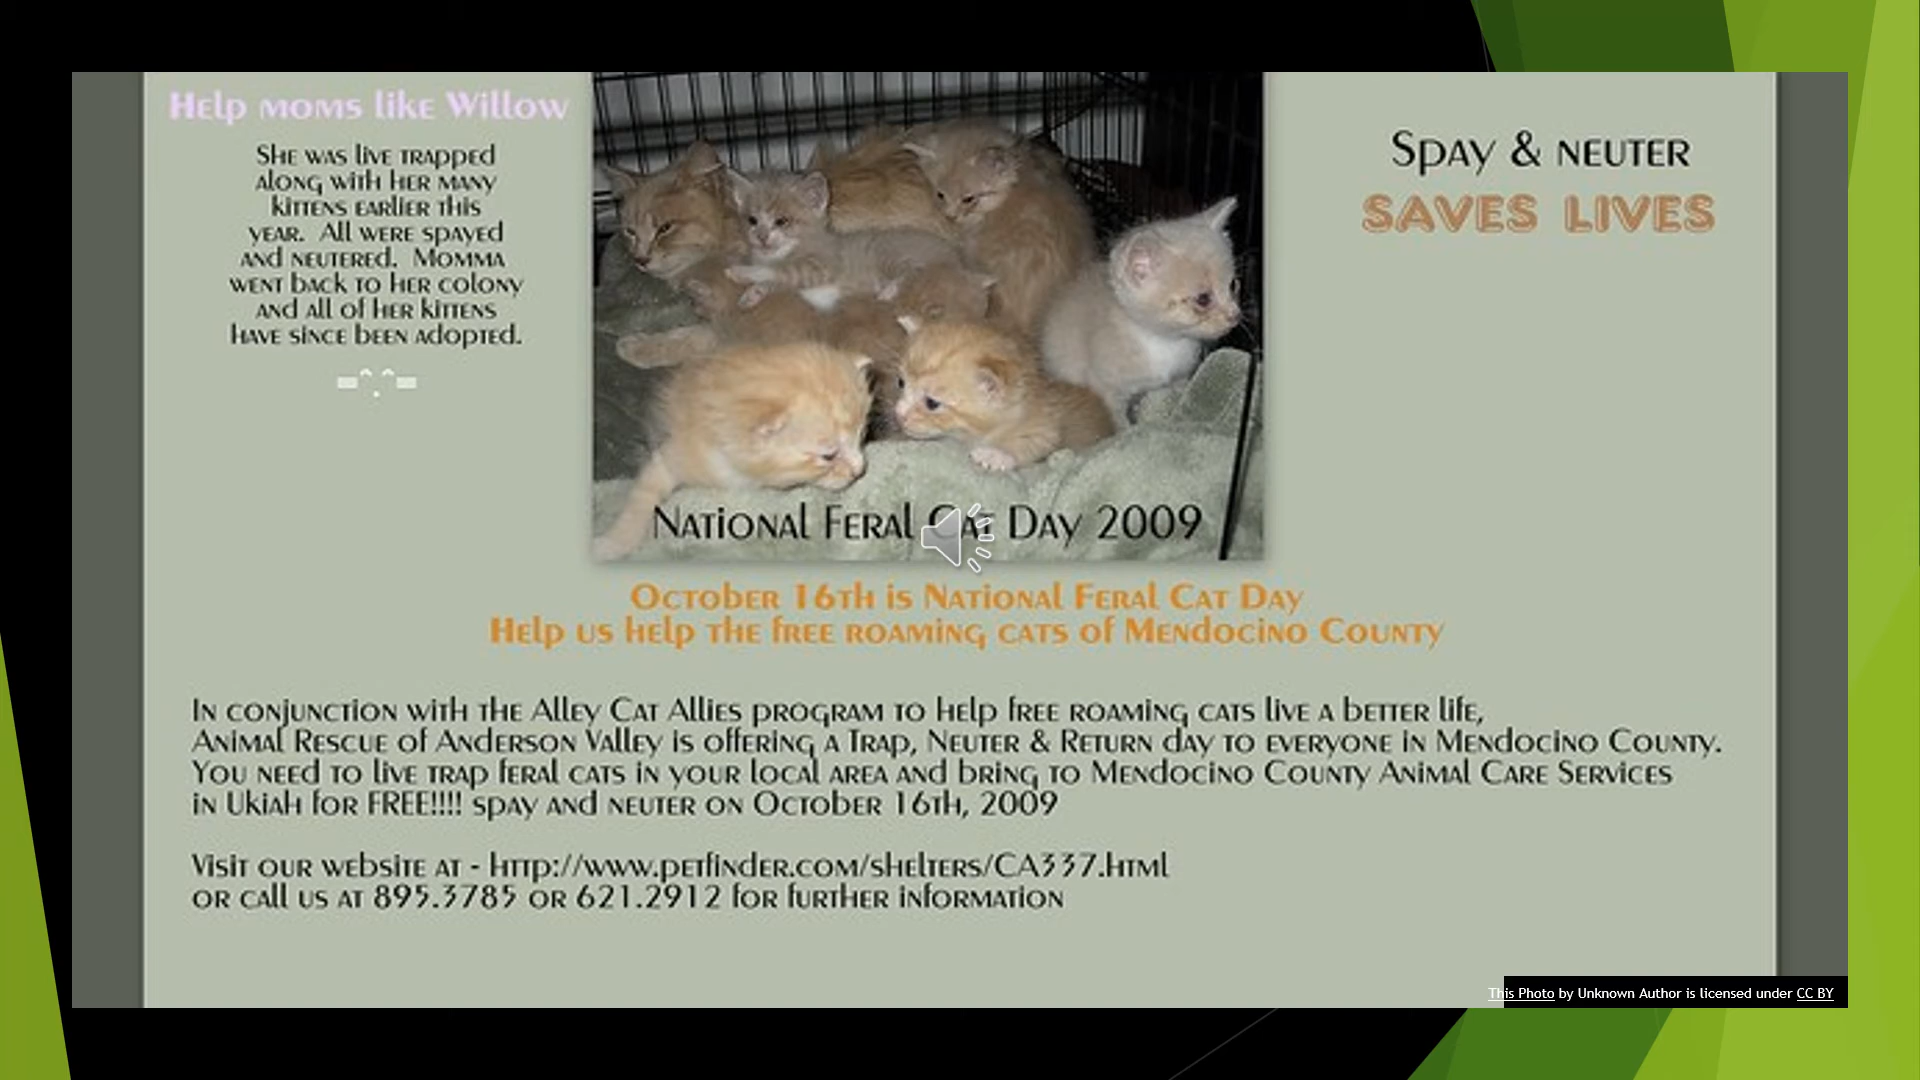 Help moms like Willow
She was live trapped
along with her many
kittens earlier this
year.  All were spayed
and neutered.  Momma
went back to her colony
and all of her kittens
have since been adopted.
Spay & neuter
SAVES LIVES
National Feral Cat Day 2009
October 16th is National Feral Cat Day
Help us help the free roaming cats of Mendocino County
In conjunction with the Alley Cat Allies program to help free roaming cats live a better life,
Animal Rescue of Anderson Valley is offering a Trap, Neuter & Return day to everyone in Mendocino County.
You need to live trap feral cats in your local area and bring to Mendocino County Animal Care Services
in Ukiah for FREE!!!! spay and neuter on October 16th, 2009
Visit our website at - http://www.petfinder.com/shelters/CA337.html
or call us at 895.3785 or 621.2912 for further information
This Photo by Unknown Author is licensed under CC BY